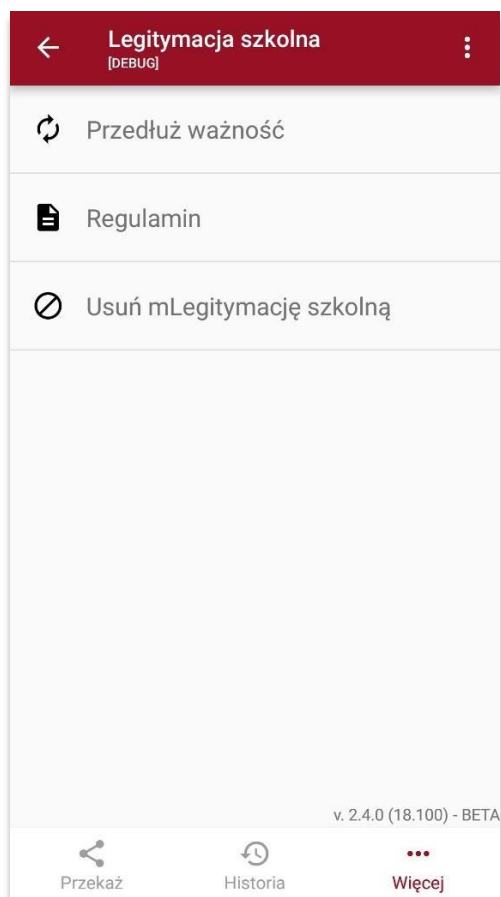 Legitymacja szkolna
[DEBUG]
Przedłuż ważność
Regulamin
Usuń mLegitymację szkolną
v. 2.4.0 (18.100) - BETA
Przekaż
Historia
Więcej